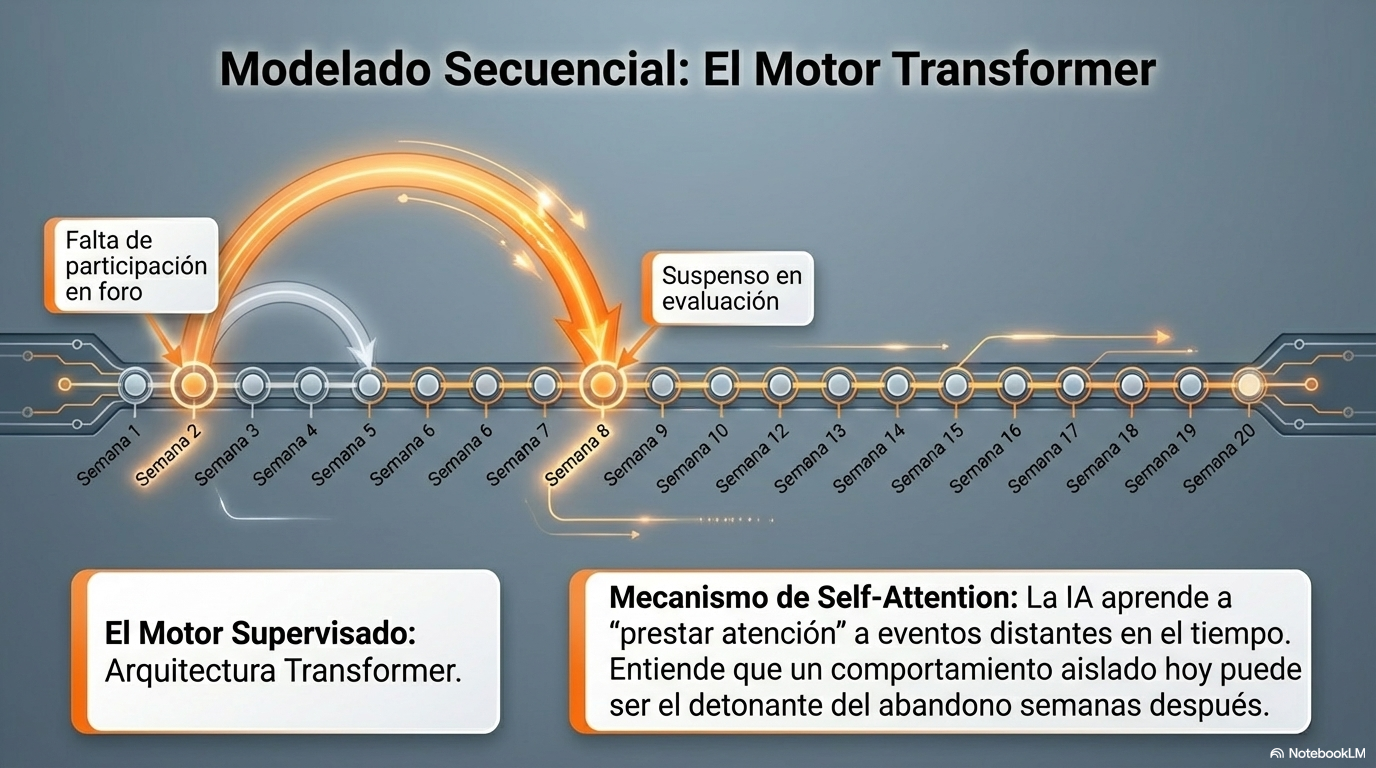 Modelado Secuencial: El Motor Transformer
Falta de
participación
en foro
Suspenso en
evaluación
Semana 1
Semana 2
Semana 3
Semana 4
Semana 5
Semana 6
Semana 6
Semana 7
Semana 8
Semana 9
Semana 10
Semana 12
Semana 13
Semana 14
Semana 15
Semana 16
Semana 17
Semana 18
Semana 19
Semana 20
El Motor Supervisado:
Arquitectura Transformer.
Mecanismo de Self-Attention: La IA aprende a
“prestar atención” a eventos distantes en el tiempo.
Entiende que un comportamiento aislado hoy puede
ser el detonante del abandono semanas después.
NotebookLM